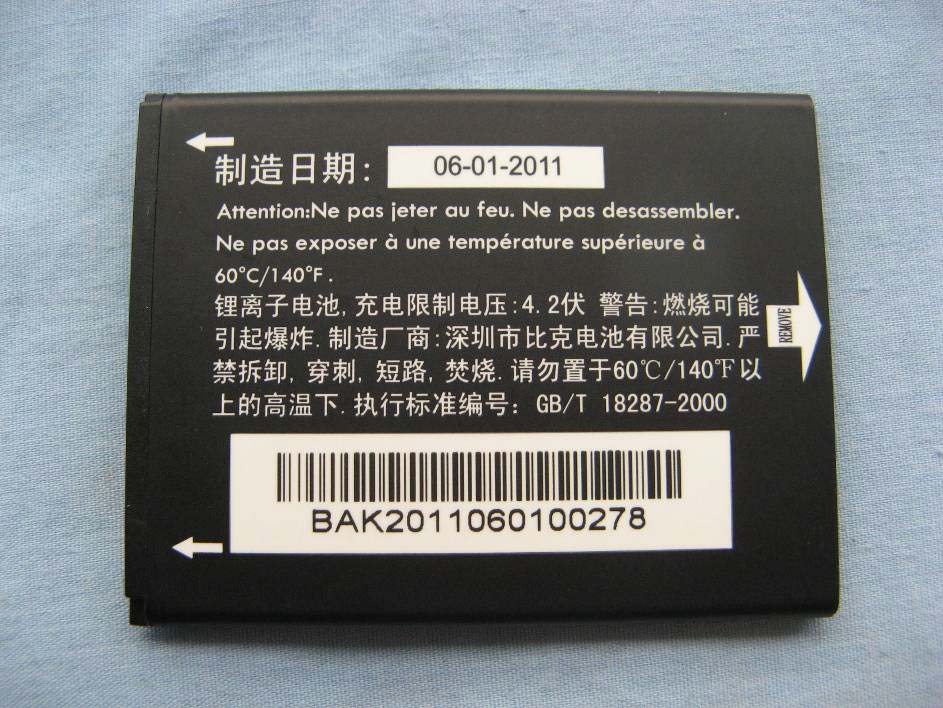 制造日期: 06-01-2011
Attention:Ne pas jeter au feu. Ne pas desassembler.
Ne pas exposer à une température supérieure à
60°C/140°F.
锂离子电池, 充电限制电压:4.2伏 警告:燃烧可能
引起爆炸. 制造厂商:深圳市比克电池有限公司. 严
禁拆卸, 穿刺, 短路, 焚烧. 请勿置于60℃/140℉以
上的高温下. 执行标准编号: GB/T 18287-2000
REMOVE
BAK2011060100278